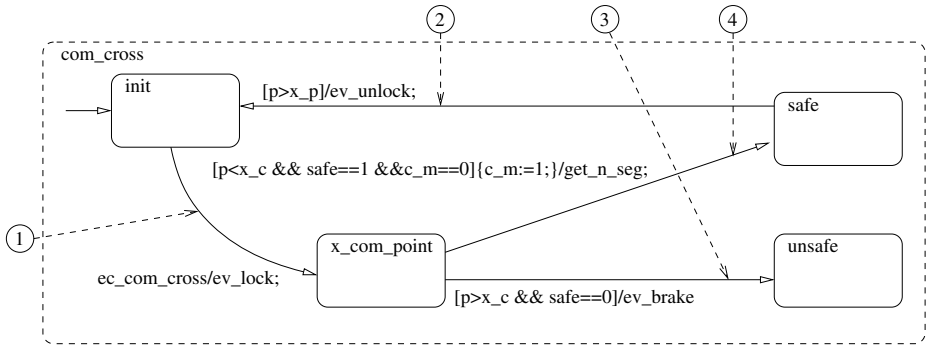 2
3
4
com_cross
init
[p>x_p]/ev_unlock;
safe
[p<x_c && safe==1 &&c_m==0]{c_m:=1;}/get_n_seg;
1
x_com_point
unsafe
ec_com_cross/ev_lock;
[p>x_c && safe==0]/ev_brake